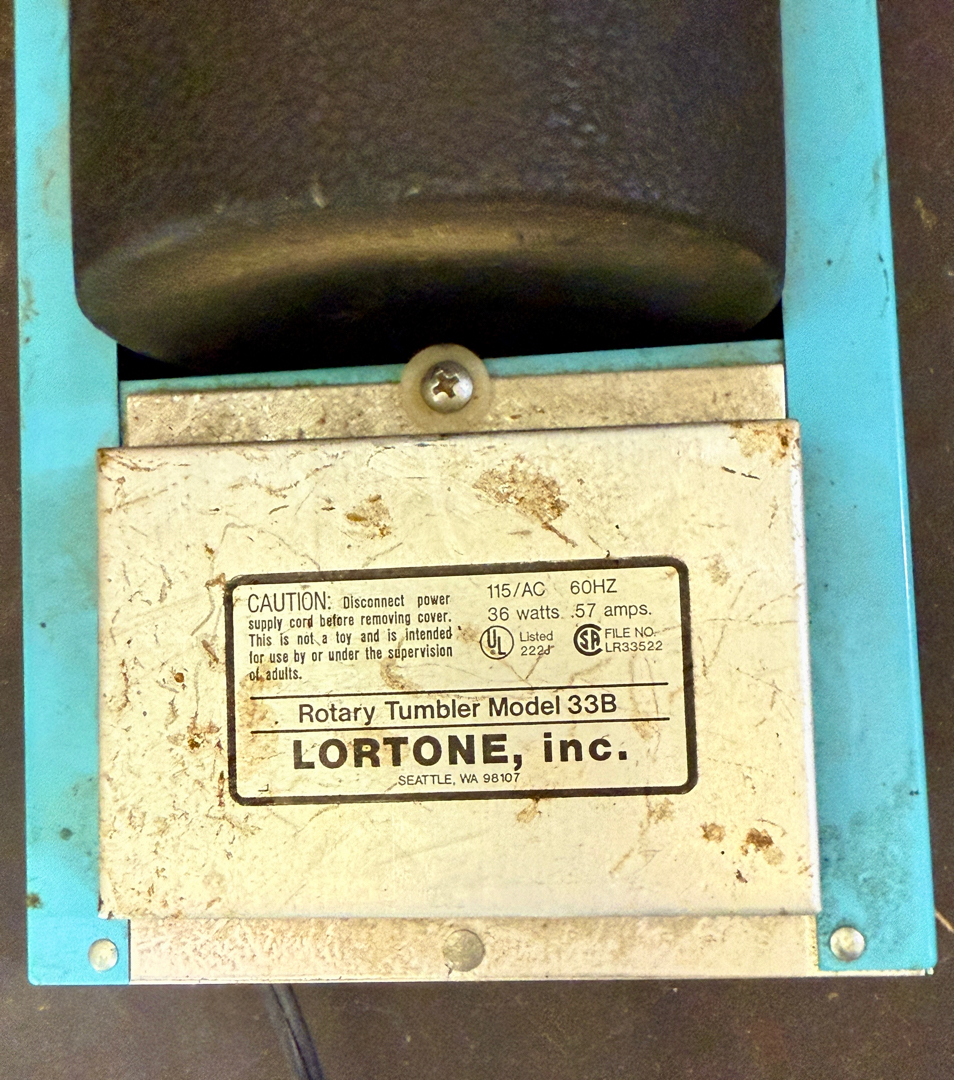 CAUTION: Disconnect power
supply cord before removing cover.
This is not a toy and is intended
for use by or under the supervision
of adults.
115/AC 60HZ
36 watts .57 amps.
UL Listed
222J
SA FILE NO.
LR33522
Rotary Tumbler Model 33B
LORTONE, inc.
SEATTLE, WA 98107